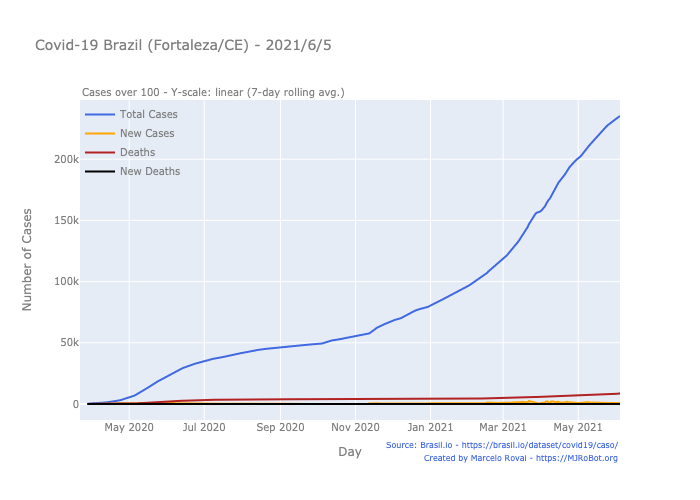 Covid-19 Brazil (Fortaleza/CE) - 2021/6/5
Cases over 100 - Y-scale: linear (7-day rolling avg.)
Total Cases
New Cases
Deaths
New Deaths
Number of Cases
200k
150k
100k
50k
0
May 2020
Jul 2020
Sep 2020
Nov 2020
Jan 2021
Mar 2021
May 2021
Day
Source: Brasil.io - https://brasil.io/dataset/covid19/caso/
Created by Marcelo Rovai - https://MJRoBot.org